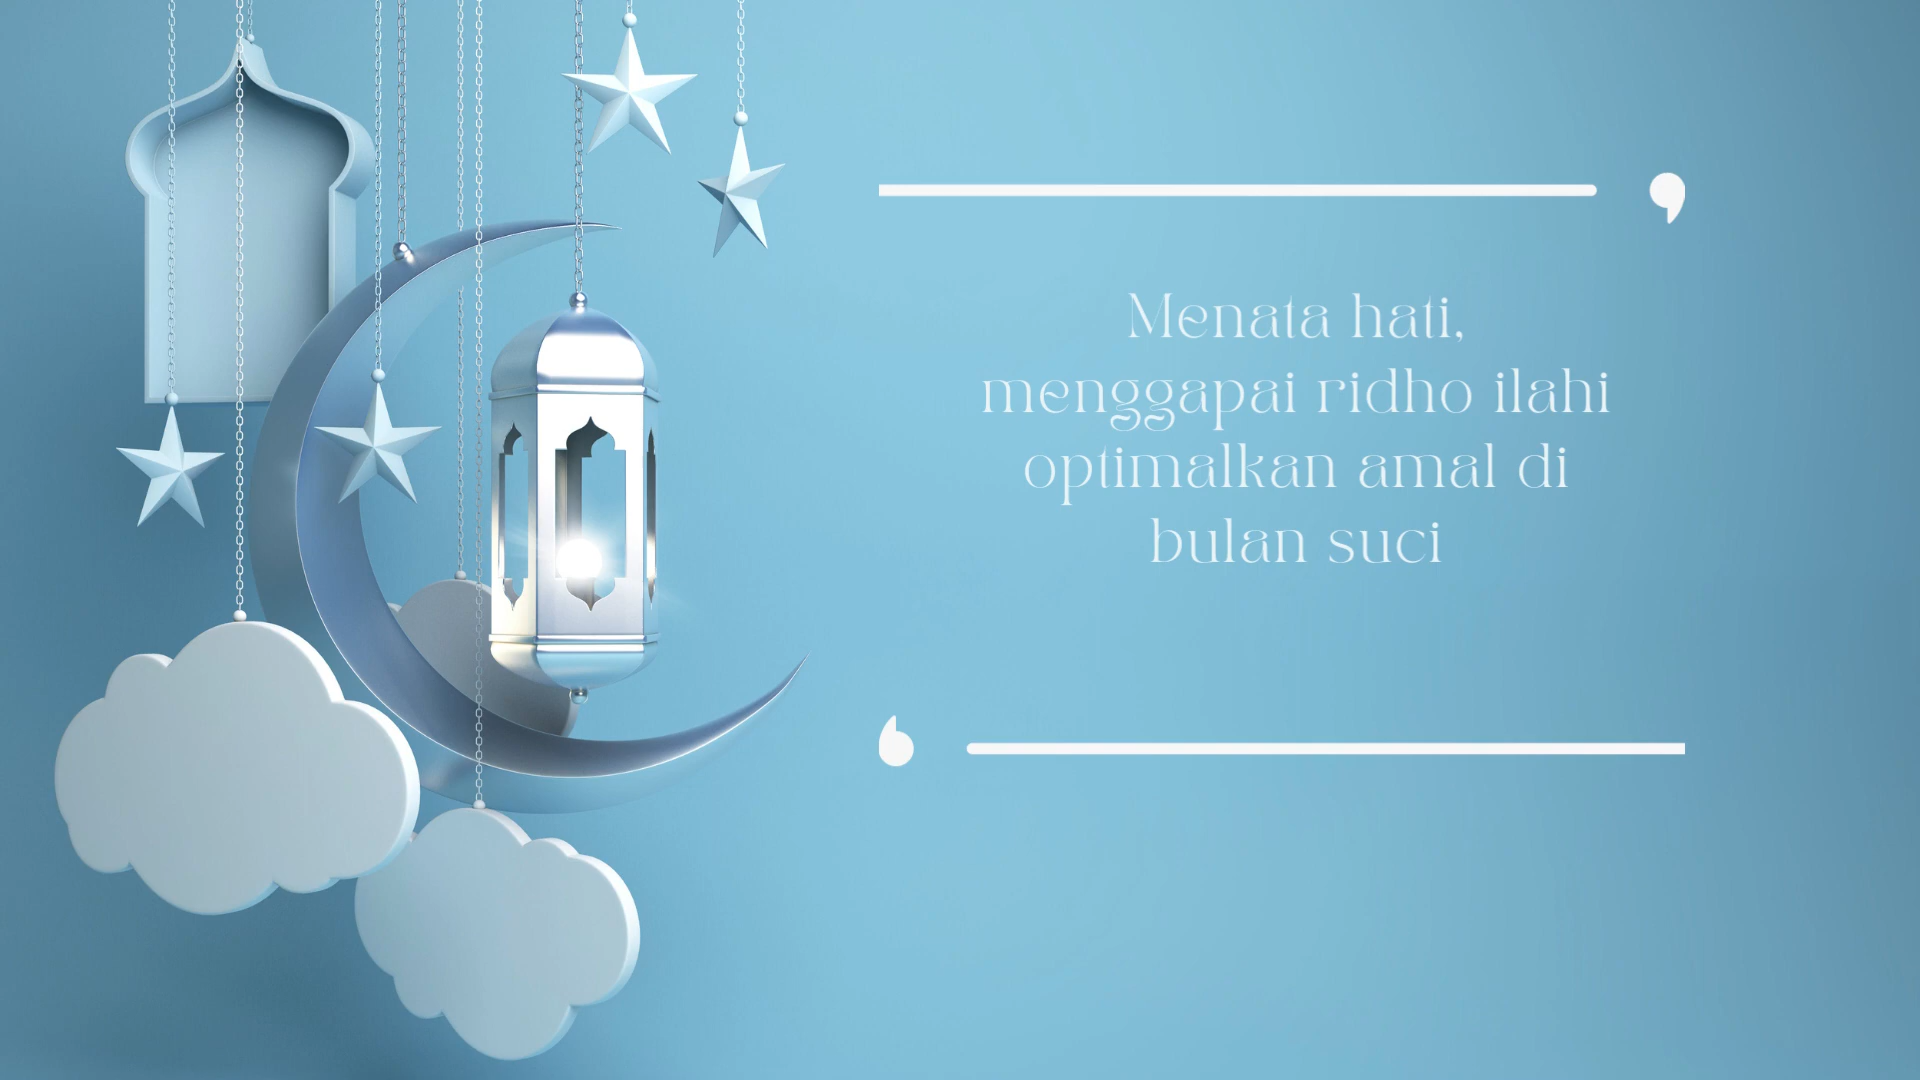 Menata hati,
menggapai ridho ilahi
optimalkan amal di
bulan suci